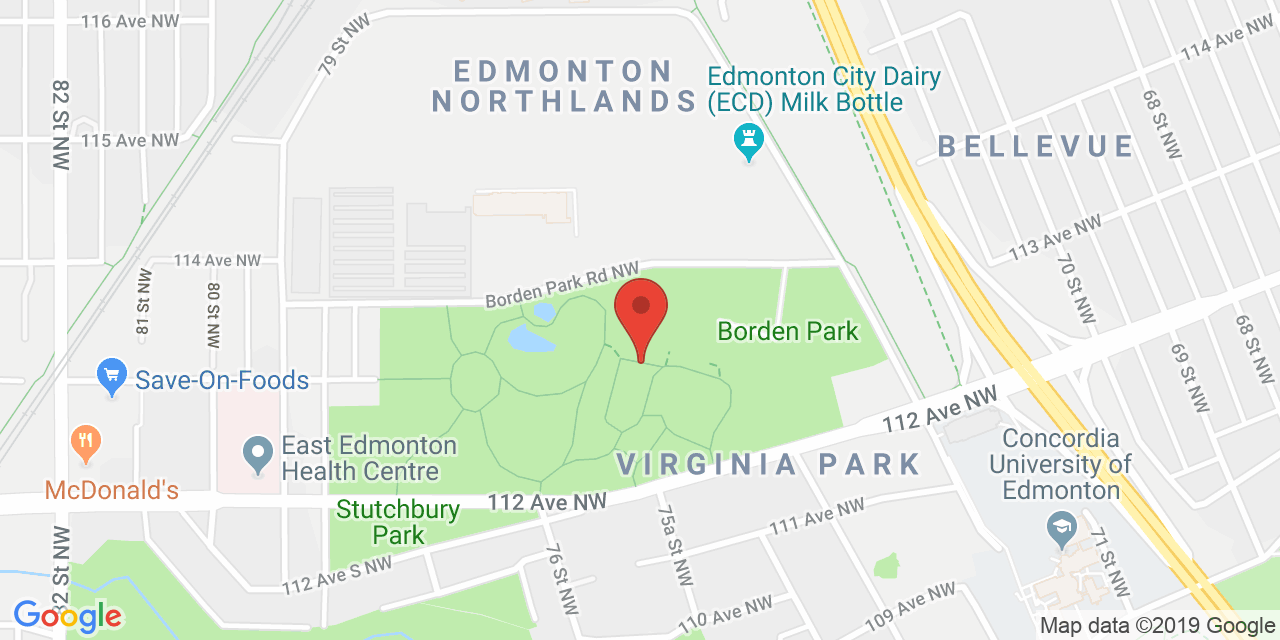 116 Ave NW
79 St NW
114 Ave NW
EDMONTON
NORTHLANDS
Edmonton City Dairy
(ECD) Milk Bottle
82 St NW
115 Ave NW
68 St NW
BELLEVUE
113 Ave NW
114 Ave NW
Borden Park Rd NW
70 St NW
81 St NW
80 St NW
Borden Park
68 St NW
69 St NW
Save-On-Foods
112 Ave NW
East Edmonton
Health Centre
VIRGINIA PARK
Concordia
University of
Edmonton
McDonald's
112 Ave NW
Stutchbury
Park
75a St NW
111 Ave NW
71 St NW
82 St NW
76 St NW
112 Ave S NW
110 Ave NW
109 Ave NW
Google
Map data ©2019 Google